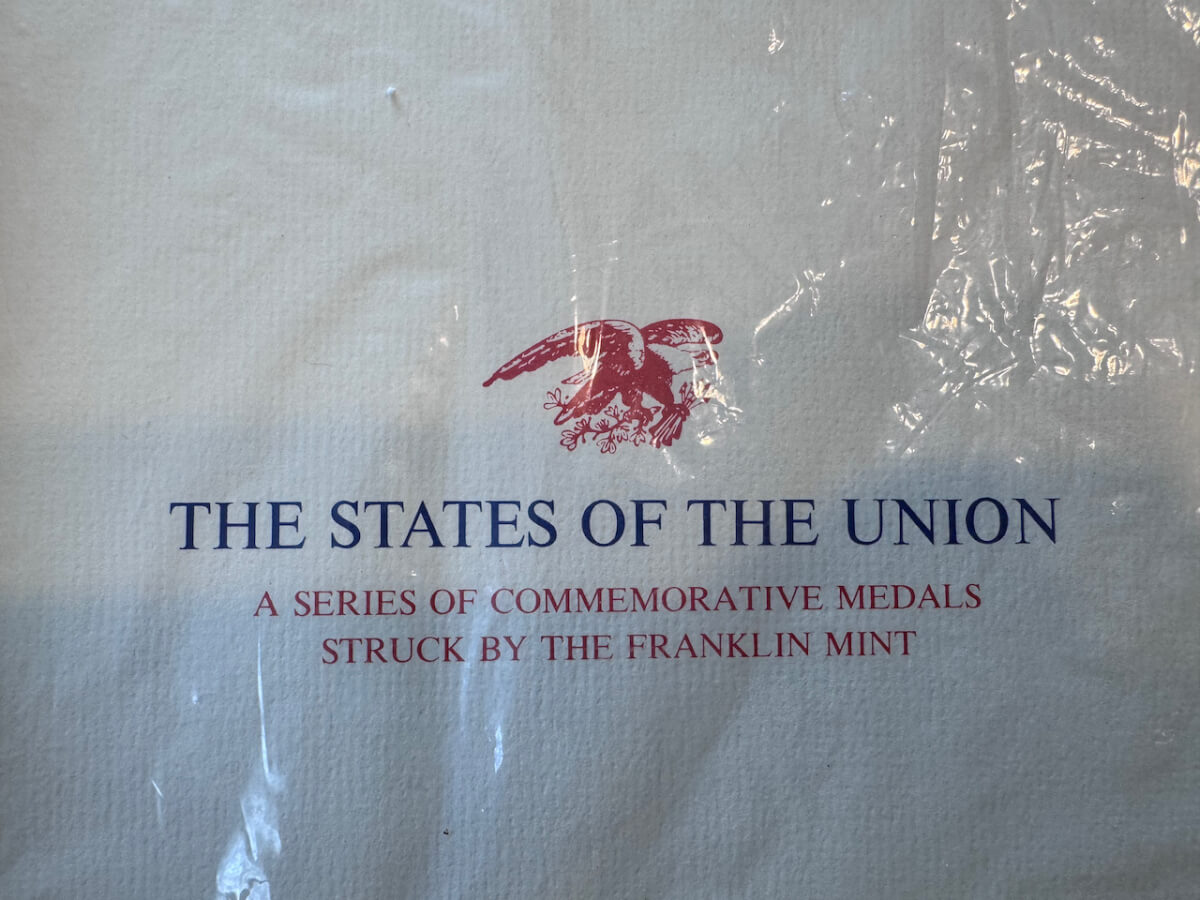 THE STATES OF THE UNION
A SERIES OF COMMEMORATIVE MEDALS
STRUCK BY THE FRANKLIN MINT